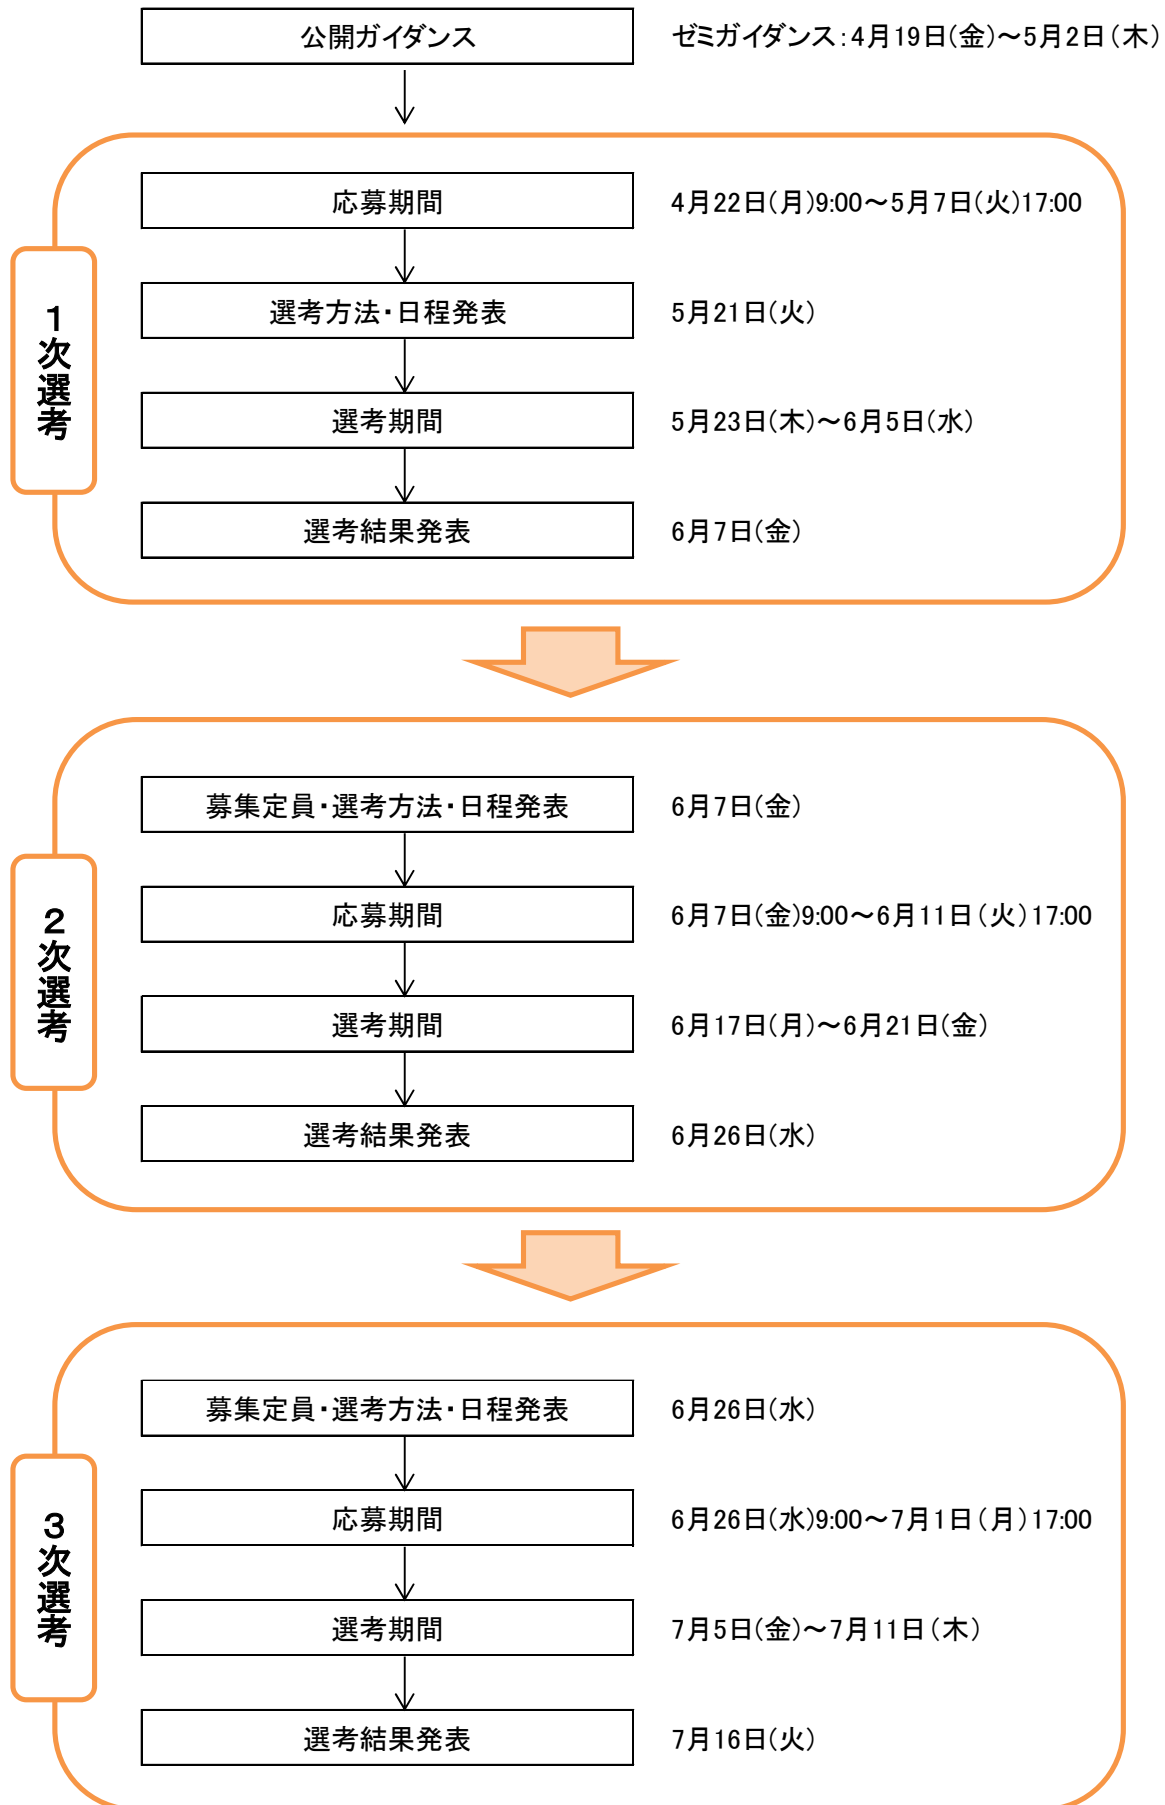 公開ガイダンス ゼミガイダンス：4月19日(金)～5月2日(木)
1次選考
応募期間 4月22日(月)9:00～5月7日(火)17:00
選考方法・日程発表 5月21日(火)
選考期間 5月23日(木)～6月5日(水)
選考結果発表 6月7日(金)
2次選考
募集定員・選考方法・日程発表 6月7日(金)
応募期間 6月7日(金)9:00～6月11日(火)17:00
選考期間 6月17日(月)～6月21日(金)
選考結果発表 6月26日(水)
3次選考
募集定員・選考方法・日程発表 6月26日(水)
応募期間 6月26日(水)9:00～7月1日(月)17:00
選考期間 7月5日(金)～7月11日(木)
選考結果発表 7月16日(火)